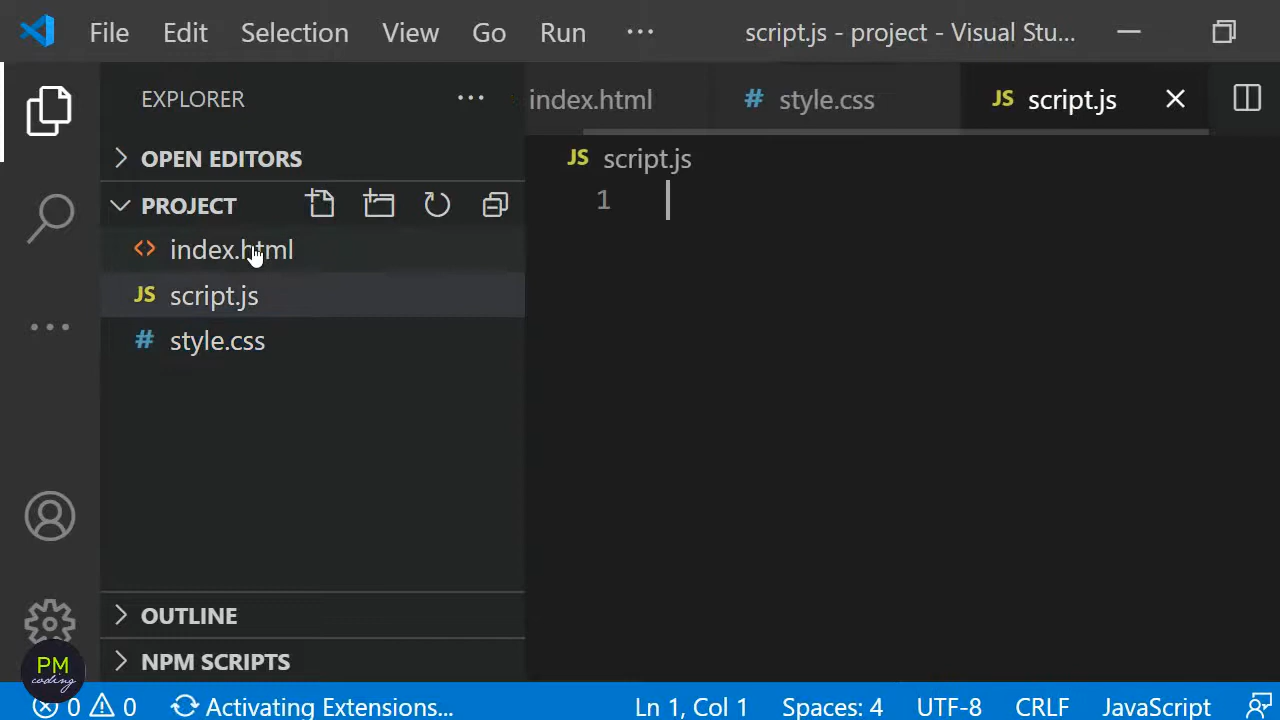 File Edit Selection View Go Run ··· script.js - project - Visual Stu...
EXPLORER ···
index.html # style.css JS script.js
OPEN EDITORS
JS script.js
PROJECT
1
<> index.html
JS script.js
# style.css
OUTLINE
NPM SCRIPTS
PM
coding
0 0 Activating Extensions... Ln 1, Col 1 Spaces: 4 UTF-8 CRLF JavaScript